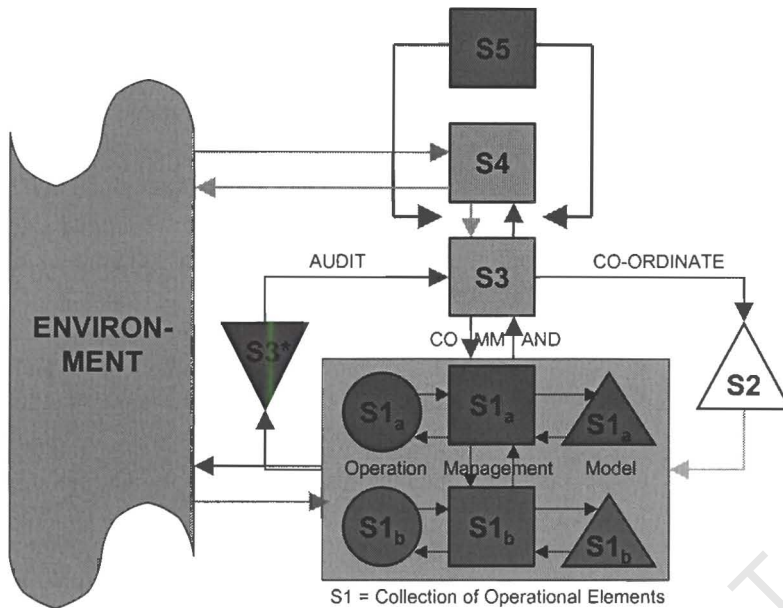 S5
S4
AUDIT
S3
CO-ORDINATE
ENVIRON-
MENT
S3*
CO MM AND
S2
S1a
S1a
S1a
Operation
Management
Model
S1b
S1b
S1b
S1 = Collection of Operational Elements
T